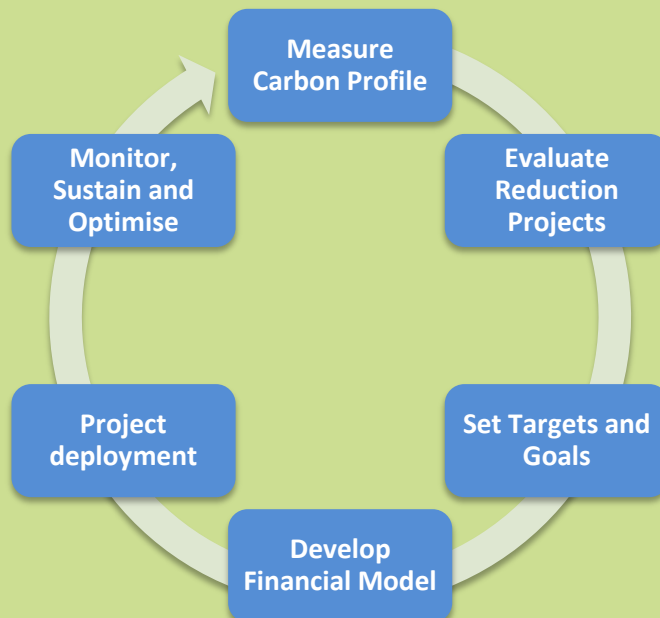 Measure
Carbon Profile
Evaluate
Reduction
Projects
Set Targets and
Goals
Develop
Financial Model
Project
deployment
Monitor,
Sustain and
Optimise